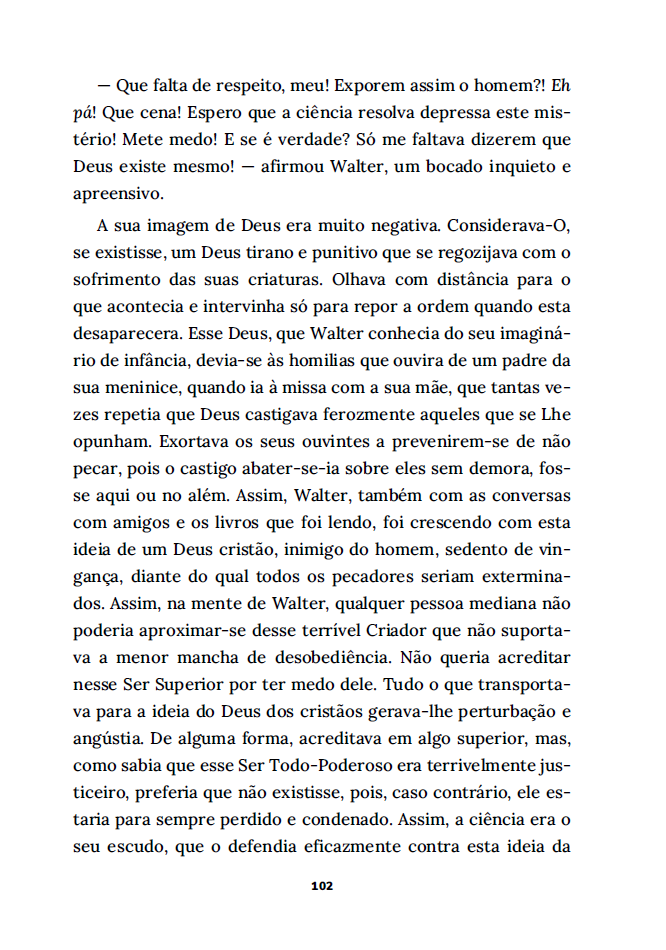 — Que falta de respeito, meu! Exporem assim o homem?! Eh
pá! Que cena! Espero que a ciência resolva depressa este mis-
tério! Mete medo! E se é verdade? Só me faltava dizerem que
Deus existe mesmo! — afirmou Walter, um bocado inquieto e
apreensivo.
A sua imagem de Deus era muito negativa. Considerava-O,
se existisse, um Deus tirano e punitivo que se regozijava com o
sofrimento das suas criaturas. Olhava com distância para o
que acontecia e intervinha só para repor a ordem quando esta
desaparecera. Esse Deus, que Walter conhecia do seu imaginá-
rio de infância, devia-se às homilias que ouvira de um padre da
sua meninice, quando ia à missa com a sua mãe, que tantas ve-
zes repetia que Deus castigava ferozmente aqueles que se Lhe
opunham. Exortava os seus ouvintes a prevenirem-se de não
pecar, pois o castigo abater-se-ia sobre eles sem demora, fos-
se aqui ou no além. Assim, Walter, também com as conversas
com amigos e os livros que foi lendo, foi crescendo com esta
ideia de um Deus cristão, inimigo do homem, sedento de vin-
gança, diante do qual todos os pecadores seriam extermina-
dos. Assim, na mente de Walter, qualquer pessoa mediana não
poderia aproximar-se desse terrível Criador que não suporta-
va a menor mancha de desobediência. Não queria acreditar
nesse Ser Superior por ter medo dele. Tudo o que transporta-
va para a ideia do Deus dos cristãos gerava-lhe perturbação e
angústia. De alguma forma, acreditava em algo superior, mas,
como sabia que esse Ser Todo-Poderoso era terrivelmente jus-
ticeiro, preferia que não existisse, pois, caso contrário, ele es-
taria para sempre perdido e condenado. Assim, a ciência era o
seu escudo, que o defendia eficazmente contra esta ideia da
102